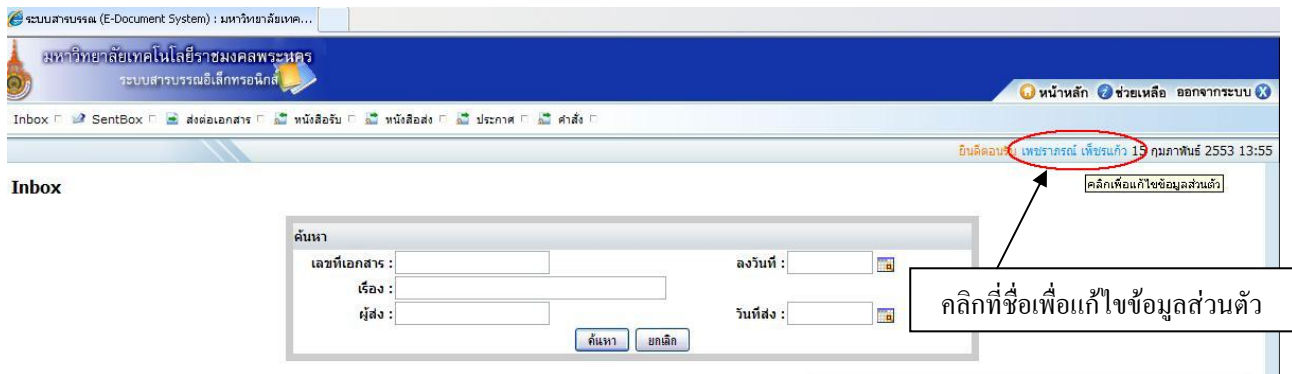 ระบบสารบรรณ (E-Document System) : มหาวิทยาลัยเทค...
มหาวิทยาลัยเทคโนโลยีราชมงคลพระนคร
ระบบสารบรรณอิเล็กทรอนิกส์
หน้าหลัก ช่วยเหลือ ออกจากระบบ
Inbox SentBox ส่งต่อเอกสาร หนังสือรับ หนังสือส่ง ประกาศ คำสั่ง
ยินดีต้อนรับ เพชราภรณ์ เพ็ชรแก้ว 15 กุมภาพันธ์ 2553 13:55
Inbox
คลิกเพื่อแก้ไขข้อมูลส่วนตัว
ค้นหา
เลขที่เอกสาร : ลงวันที่ :
เรื่อง :
ผู้ส่ง : วันที่ส่ง :
ค้นหา ยกเลิก
คลิกที่ชื่อเพื่อแก้ไขข้อมูลส่วนตัว